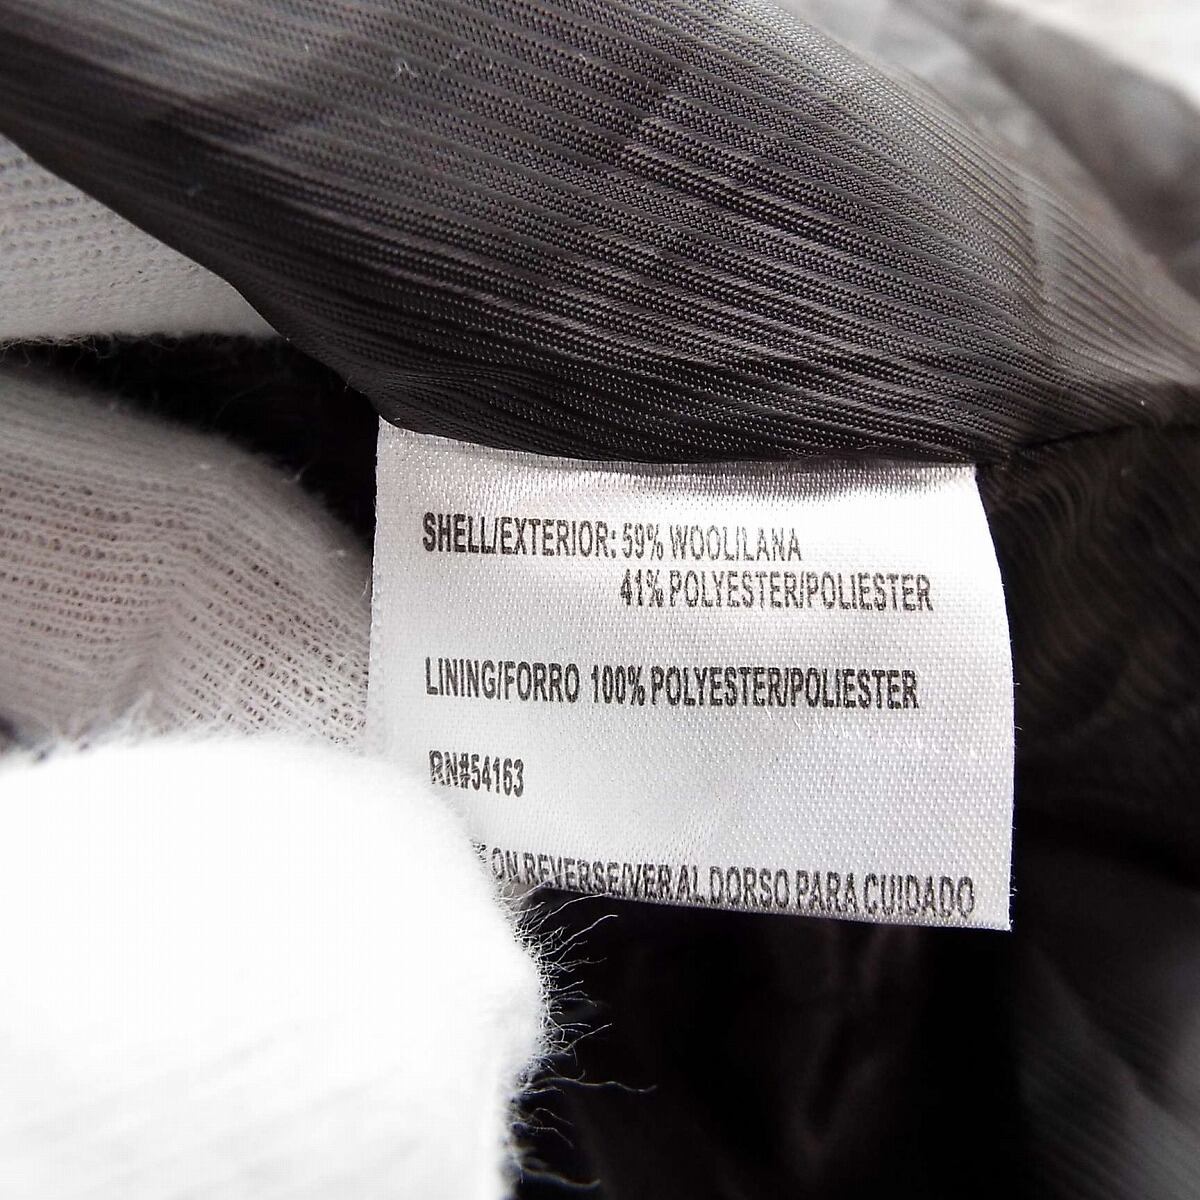 SHELL/EXTERIOR: 59% WOOL/LANA
41% POLYESTER/POLIESTER
LINING/FORRO 100% POLYESTER/POLIESTER
RN#54163
ON REVERSE/VER AL DORSO PARA CUIDADO